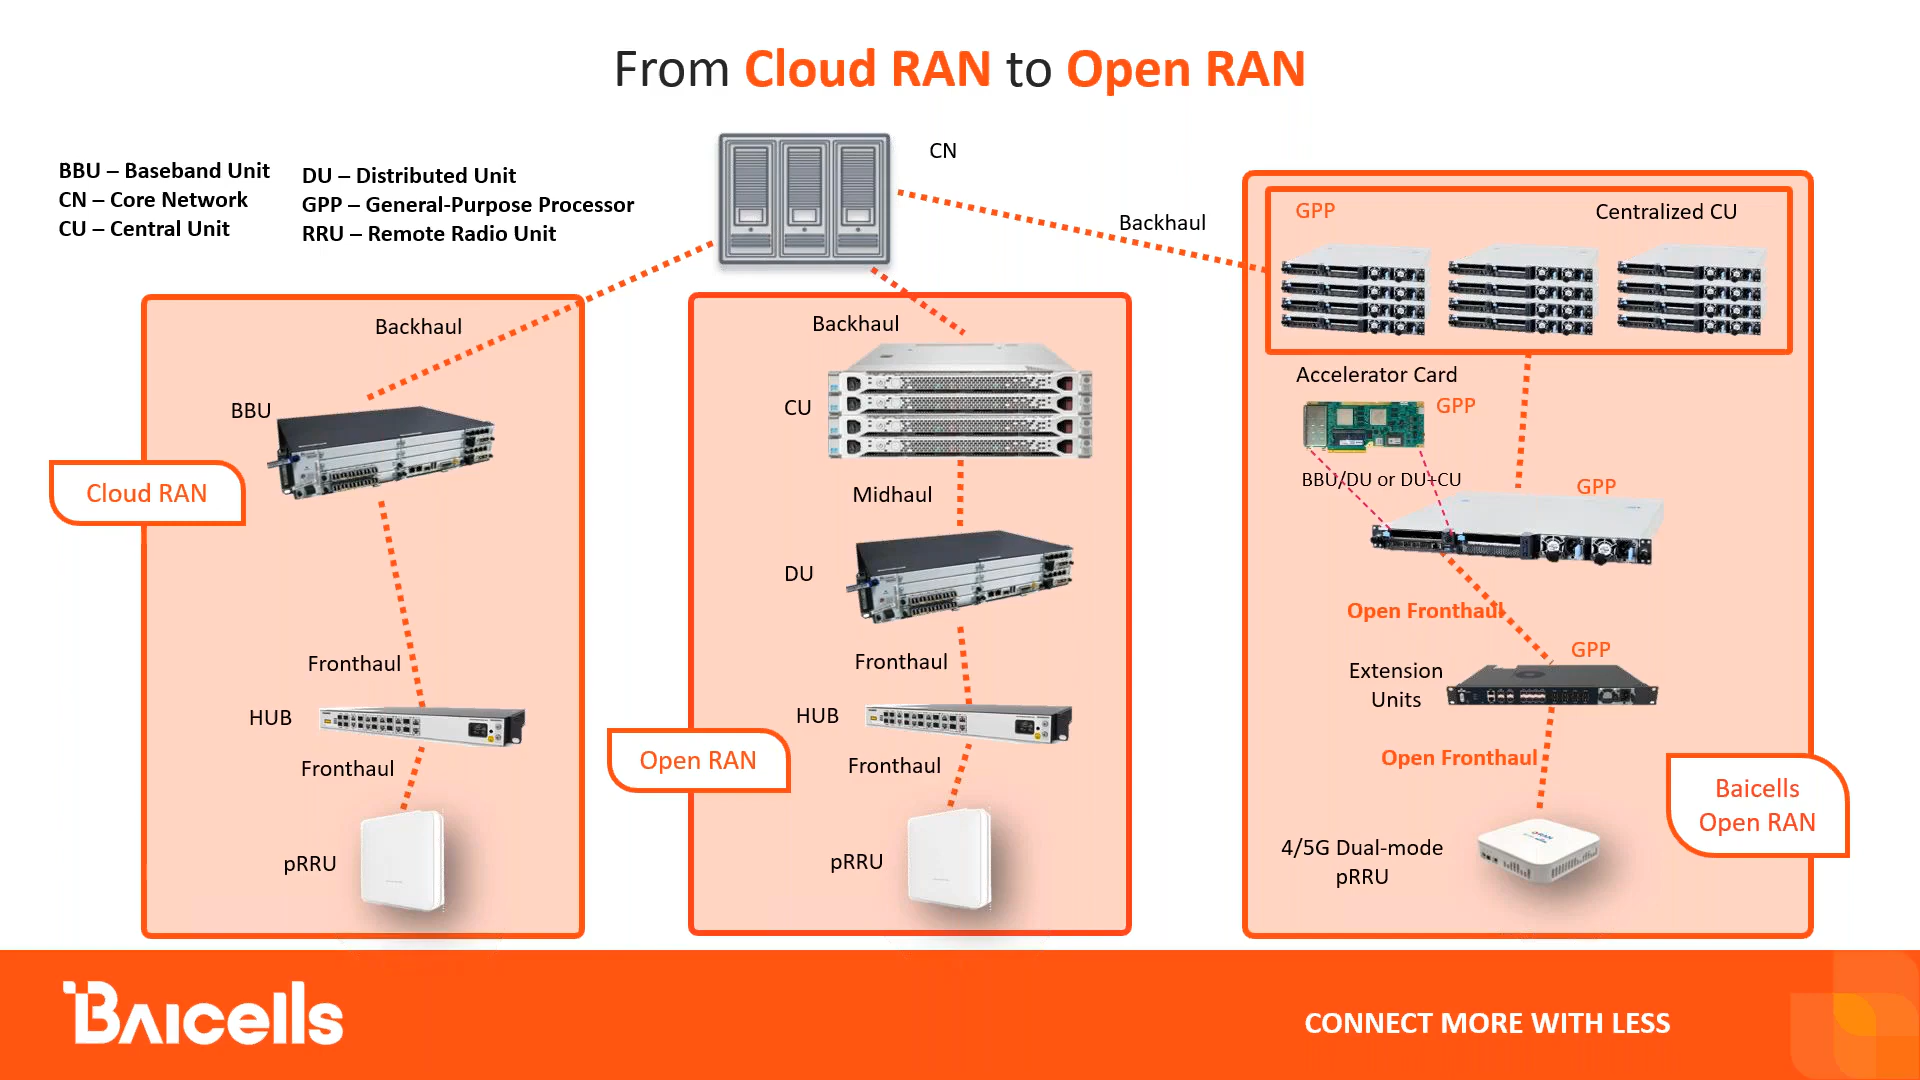 From Cloud RAN to Open RAN
BBU – Baseband Unit
CN – Core Network
CU – Central Unit
DU – Distributed Unit
GPP – General-Purpose Processor
RRU – Remote Radio Unit
CN
Backhaul
Backhaul
BBU
Cloud RAN
Fronthaul
HUB
Fronthaul
pRRU
Backhaul
CU
Midhaul
DU
Fronthaul
HUB
Open RAN
Fronthaul
pRRU
GPP
Centralized CU
Accelerator Card
GPP
BBU/DU or DU+CU
GPP
Open Fronthaul
GPP
Extension
Units
Open Fronthaul
Baicells
Open RAN
4/5G Dual-mode
pRRU
Baicells
CONNECT MORE WITH LESS